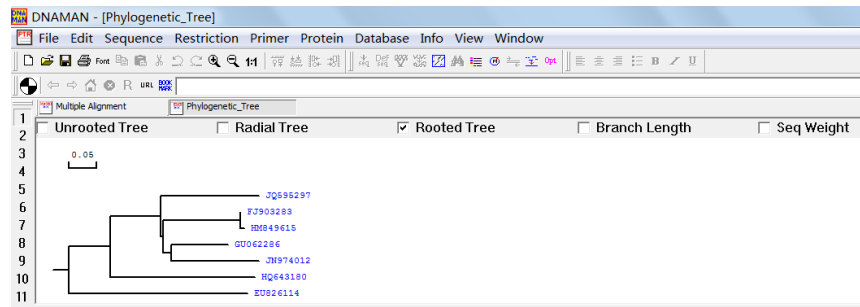 DNAMAN - [Phylogenetic_Tree]
File Edit Sequence Restriction Primer Protein Database Info View Window
Font 1:1 Opt B I U
R URL BOOK MARK
Multiple Alignment Phylogenetic_Tree
1
2 Unrooted Tree Radial Tree Rooted Tree Branch Length Seq Weight
3 0.05
4
5 JQ595297
6 FJ903283
7 HM849615
8 GU062286
9 JN974012
10 HQ643180
11 EU826114